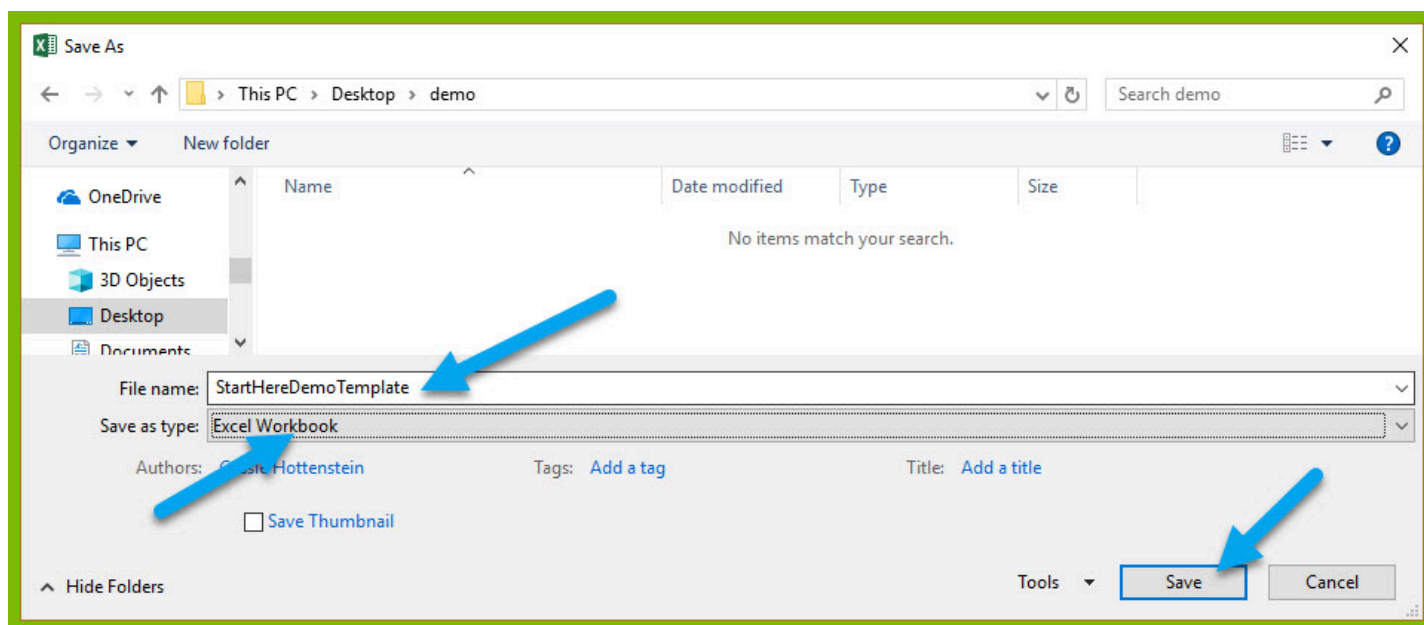 Save As
This PC > Desktop > demo
Search demo
Organize
New folder
Name
Date modified
Type
Size
OneDrive
This PC
3D Objects
Desktop
Documents
No items match your search.
File name: StartHereDemoTemplate
Save as type: Excel Workbook
Authors: Hottenstein
Tags: Add a tag
Title: Add a title
Save Thumbnail
Hide Folders
Tools
Save
Cancel